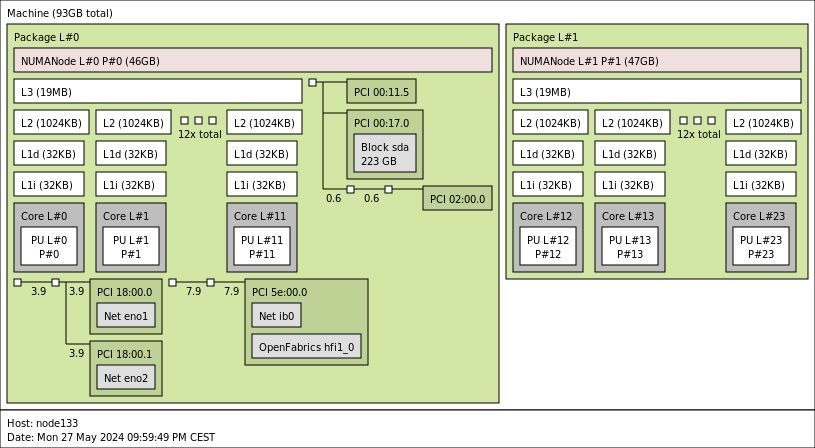 Machine (93GB total)
Package L#0
NUMANode L#0 P#0 (46GB)
L3 (19MB)
L2 (1024KB) L2 (1024KB) 12x total L2 (1024KB)
L1d (32KB) L1d (32KB) L1d (32KB)
L1i (32KB) L1i (32KB) L1i (32KB)
Core L#0 Core L#1 Core L#11
PU L#0 PU L#1 PU L#11
P#0 P#1 P#11
PCI 00:11.5
PCI 00:17.0
Block sda
223 GB
0.6 0.6 PCI 02:00.0
3.9 3.9 PCI 18:00.0
Net eno1
3.9 PCI 18:00.1
Net eno2
7.9 7.9 PCI 5e:00.0
Net ib0
OpenFabrics hfi1_0
Package L#1
NUMANode L#1 P#1 (47GB)
L3 (19MB)
L2 (1024KB) L2 (1024KB) 12x total L2 (1024KB)
L1d (32KB) L1d (32KB) L1d (32KB)
L1i (32KB) L1i (32KB) L1i (32KB)
Core L#12 Core L#13 Core L#23
PU L#12 PU L#13 PU L#23
P#12 P#13 P#23
Host: node133
Date: Mon 27 May 2024 09:59:49 PM CEST